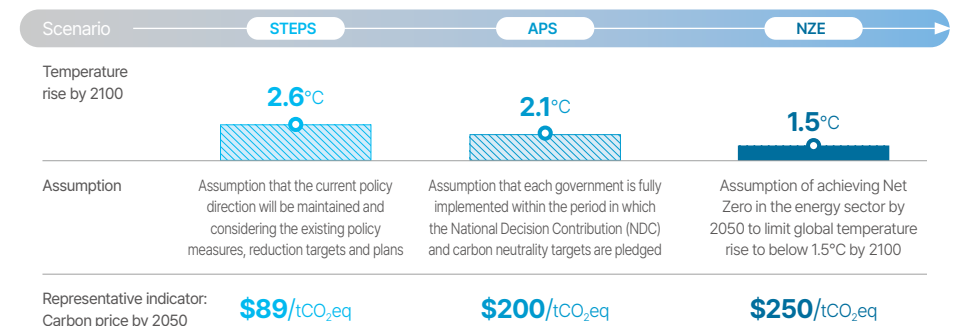 Scenario
STEPS
APS
NZE
Temperature
rise by 2100
2.6°C
2.1°C
1.5°C
Assumption
Assumption that the current policy
direction will be maintained and
considering the existing policy
measures, reduction targets and plans
Assumption that each government is fully
implemented within the period in which
the National Decision Contribution (NDC)
and carbon neutrality targets are pledged
Assumption of achieving Net
Zero in the energy sector by
2050 to limit global temperature
rise to below 1.5°C by 2100
Representative indicator:
Carbon price by 2050
$89/tCO₂eq
$200/tCO₂eq
$250/tCO₂eq